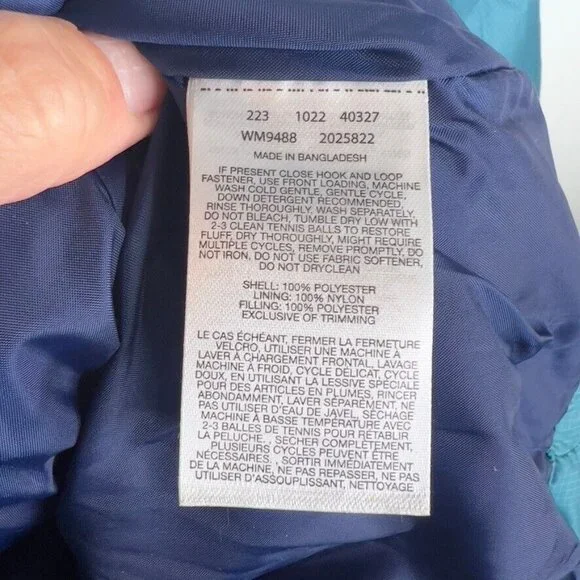 223 1022 40327
WM9488 2025822
MADE IN BANGLADESH
IF PRESENT CLOSE HOOK AND LOOP
FASTENER, USE FRONT LOADING, MACHINE
WASH COLD GENTLE, GENTLE CYCLE,
DOWN DETERGENT RECOMMENDED,
RINSE THOROUGHLY, WASH SEPARATELY,
DO NOT BLEACH, TUMBLE DRY LOW WITH
2-3 CLEAN TENNIS BALLS TO RESTORE
FLUFF, DRY THOROUGHLY, MIGHT REQUIRE
MULTIPLE CYCLES, REMOVE PROMPTLY, DO
NOT IRON, DO NOT USE FABRIC SOFTENER,
DO NOT DRYCLEAN
SHELL: 100% POLYESTER
LINING: 100% NYLON
FILLING: 100% POLYESTER
EXCLUSIVE OF TRIMMING
LE CAS ÉCHÉANT, FERMER LA FERMETURE
VELCRO, UTILISER UNE MACHINE À
LAVER À CHARGEMENT FRONTAL, LAVAGE
MACHINE À FROID, CYCLE DÉLICAT, CYCLE
DOUX, EN UTILISANT LA LESSIVE SPÉCIALE
POUR DES ARTICLES EN PLUMES, RINCER
ABONDAMMENT, LAVER SÉPARÉMENT, NE
PAS UTILISER D'EAU DE JAVEL, SÉCHAGE
MACHINE À BASSE TEMPÉRATURE AVEC
2-3 BALLES DE TENNIS POUR RÉTABLIR
LA PELUCHE, , SÉCHER COMPLÈTEMENT,
PLUSIEURS CYCLES PEUVENT ÊTRE
NÉCESSAIRES, , SORTIR IMMÉDIATEMENT
DE LA MACHINE, NE PAS REPASSER, NE PAS
UTILISER D'ASSOUPLISSANT, NETTOYAGE